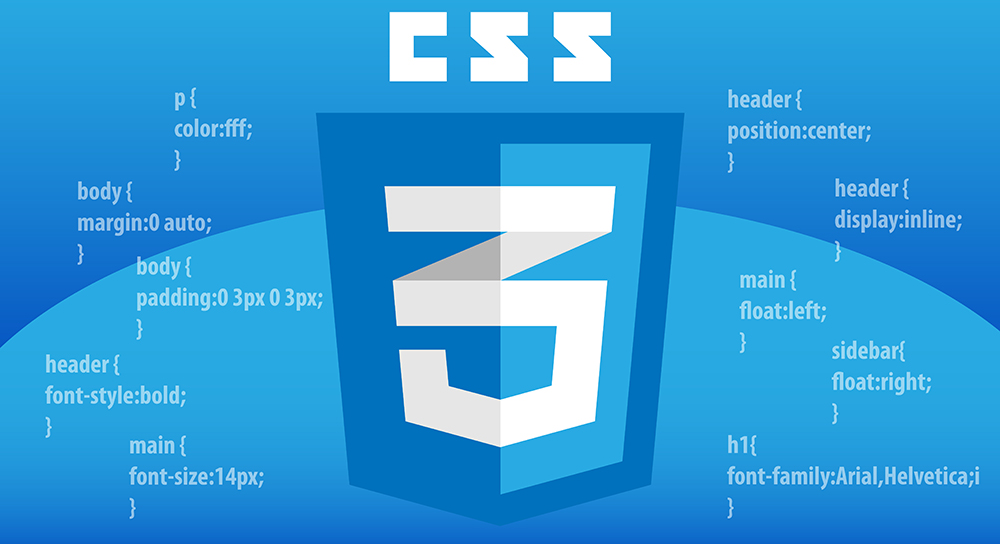 CSS
3
p {
color:fff;
}
body {
margin:0 auto;
}
body {
padding:0 3px 0 3px;
}
header {
font-style:bold;
}
main {
font-size:14px;
}
header {
position:center;
}
header {
display:inline;
}
main {
float:left;
}
sidebar{
float:right;
}
h1{
font-family:Arial,Helvetica;i
}